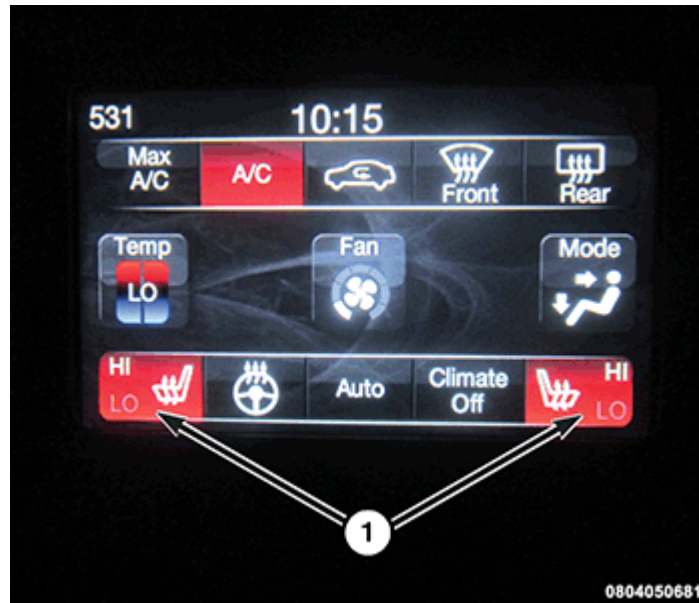 531 10:15
Max
A/C
A/C
Front
Rear
Temp
LO
Fan
Mode
HI
LO
Auto
Climate
Off
HI
LO
1
0804050681